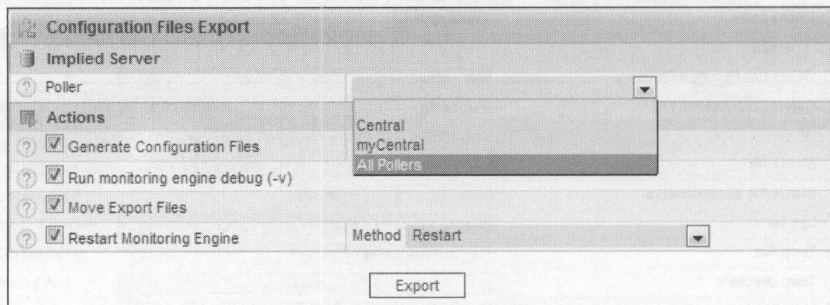 Configuration Files Export
Implied Server
Poller
Central
myCentral
All Pollers
Actions
Generate Configuration Files
Run monitoring engine debug (-v)
Move Export Files
Restart Monitoring Engine
Method Restart
Export